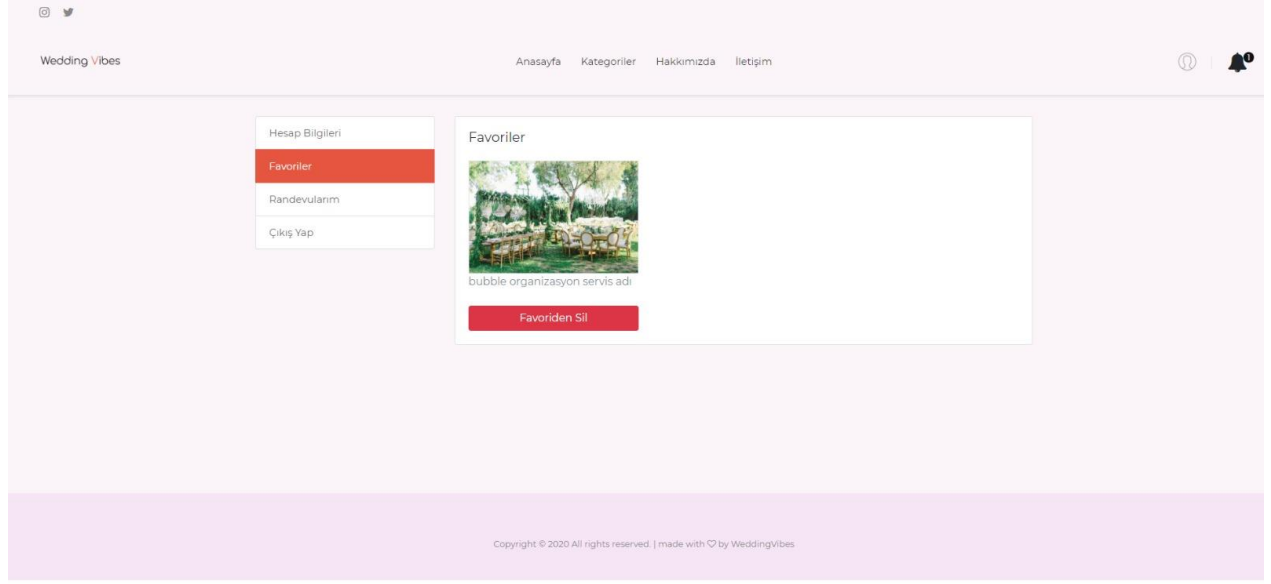 Wedding Vibes
Anasayfa Kategoriler Hakkımızda İletişim
1
Hesap Bilgileri
Favoriler
Randevularım
Çıkış Yap
Favoriler
bubble organizasyon servis adı
Favoriden Sil
Copyright © 2020 All rights reserved. | made with ♡ by WeddingVibes